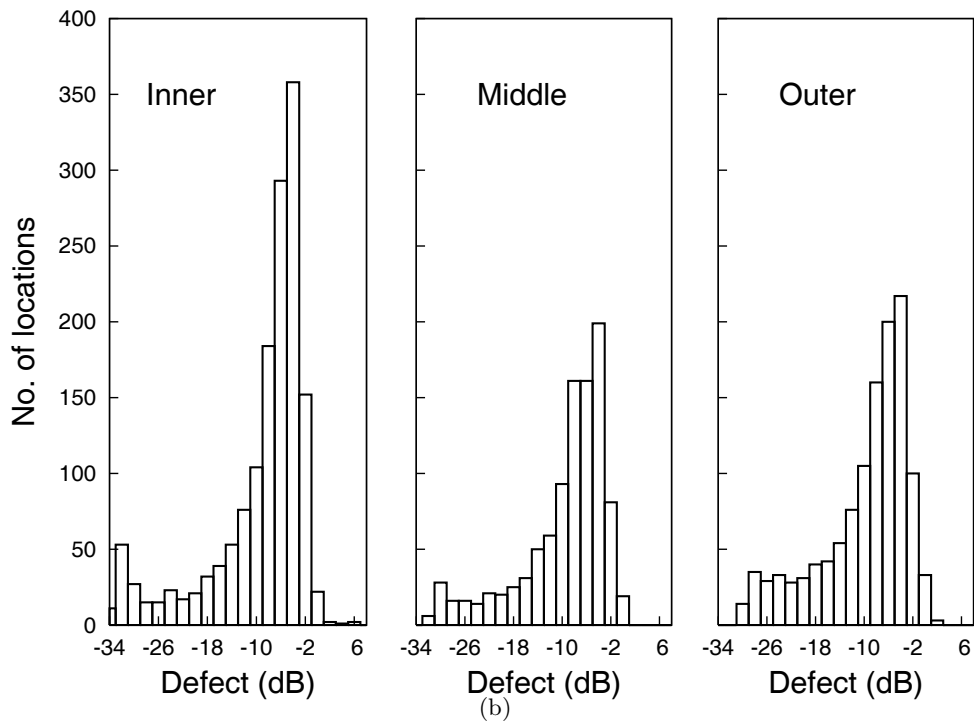 400
350
300
250
200
150
100
50
0
No. of locations
Inner
Middle
Outer
-34 -26 -18 -10 -2 6
-34 -26 -18 -10 -2 6
-34 -26 -18 -10 -2 6
Defect (dB)
Defect (dB)
Defect (dB)
(b)